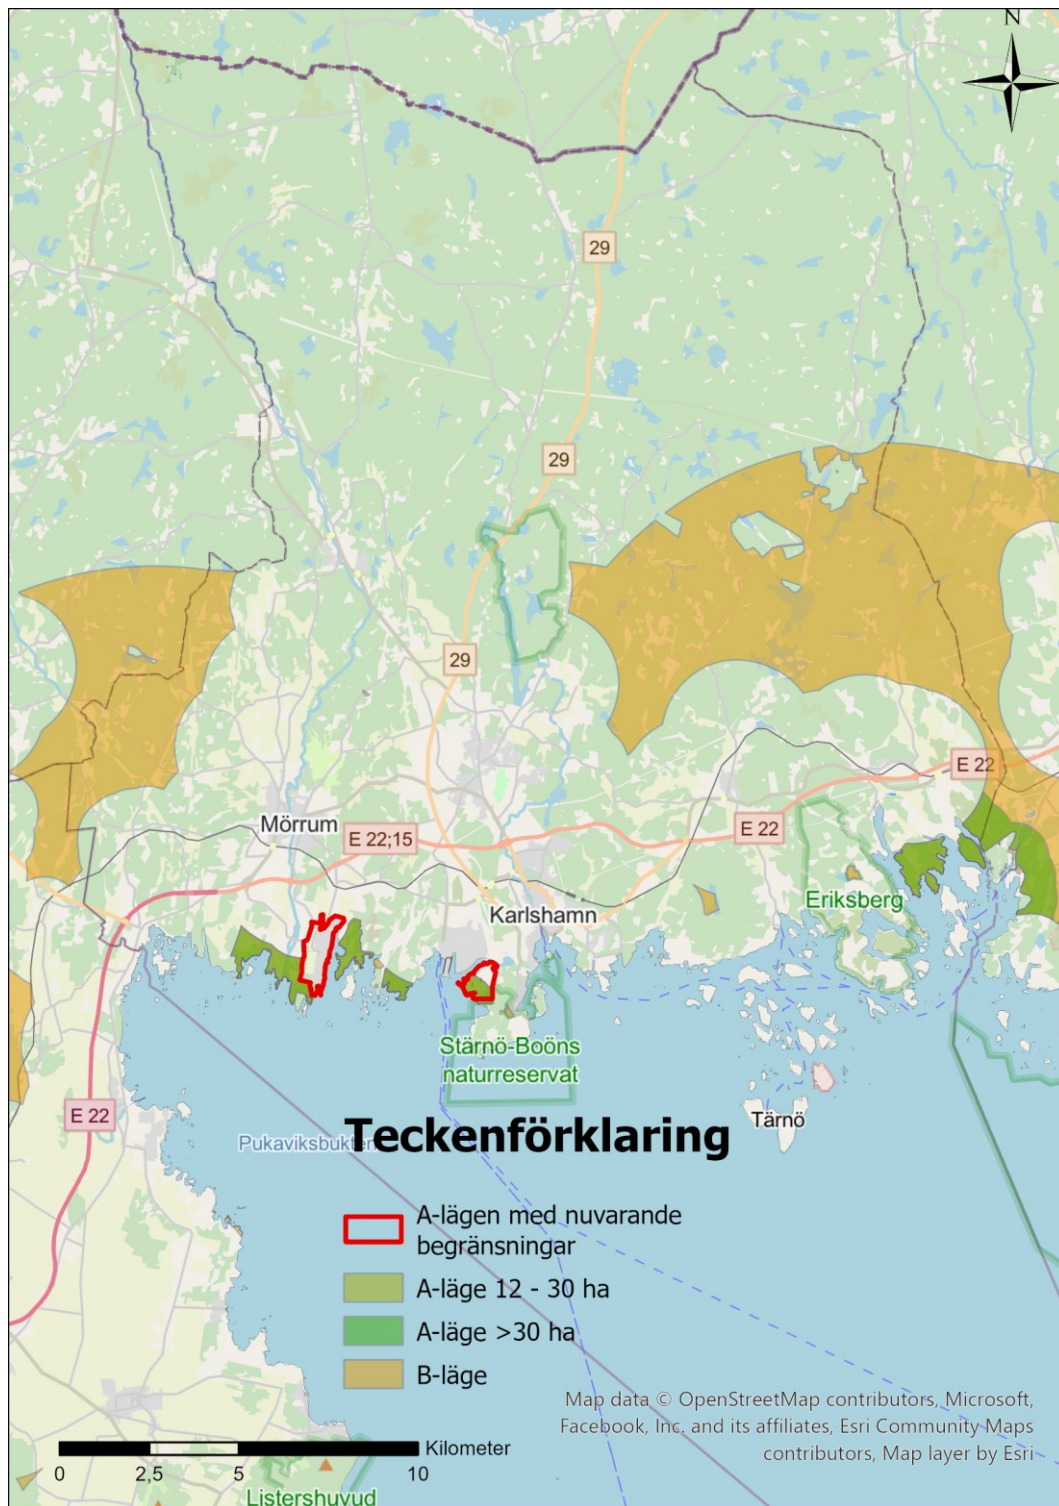 N
29
29
29
E 22
Mörrum
E 22;15
E 22
Karlshamn
Eriksberg
Stärnö-Boöns
naturreservat
E 22
Tärnö
Pukaviksbukten
Teckenförklaring
A-lägen med nuvarande
begränsningar
A-läge 12 - 30 ha
A-läge >30 ha
B-läge
Map data © OpenStreetMap contributors, Microsoft,
Facebook, Inc. and its affiliates, Esri Community Maps
contributors, Map layer by Esri
Kilometer
0 2,5 5 10
Listershuvud